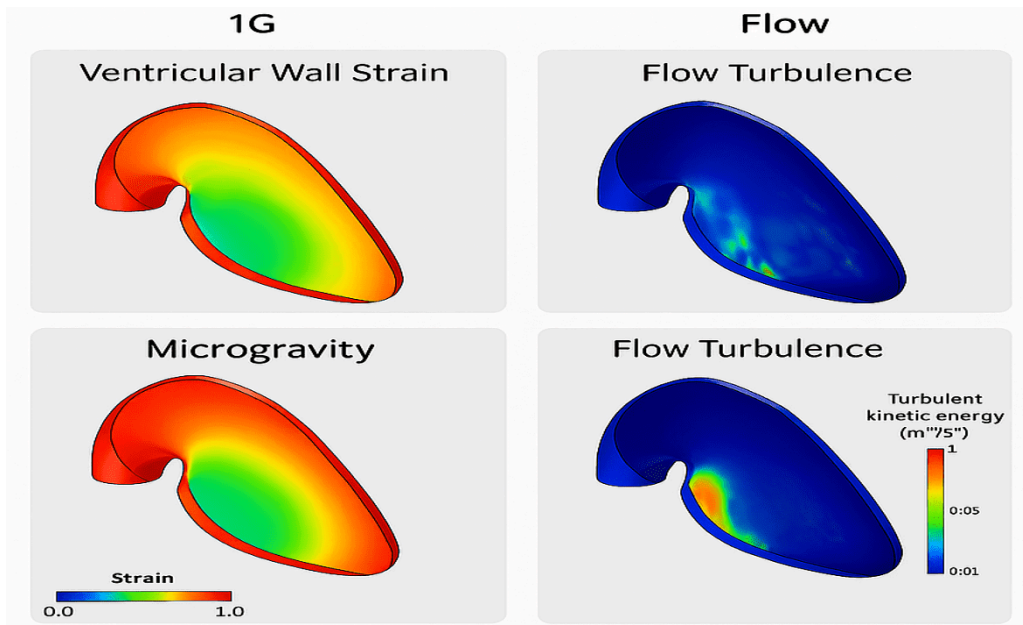 1G
Flow
Ventricular Wall Strain
Flow Turbulence
Microgravity
Flow Turbulence
Turbulent
kinetic energy
(m"'/5")
1
0:05
0:01
Strain
0.0
1.0